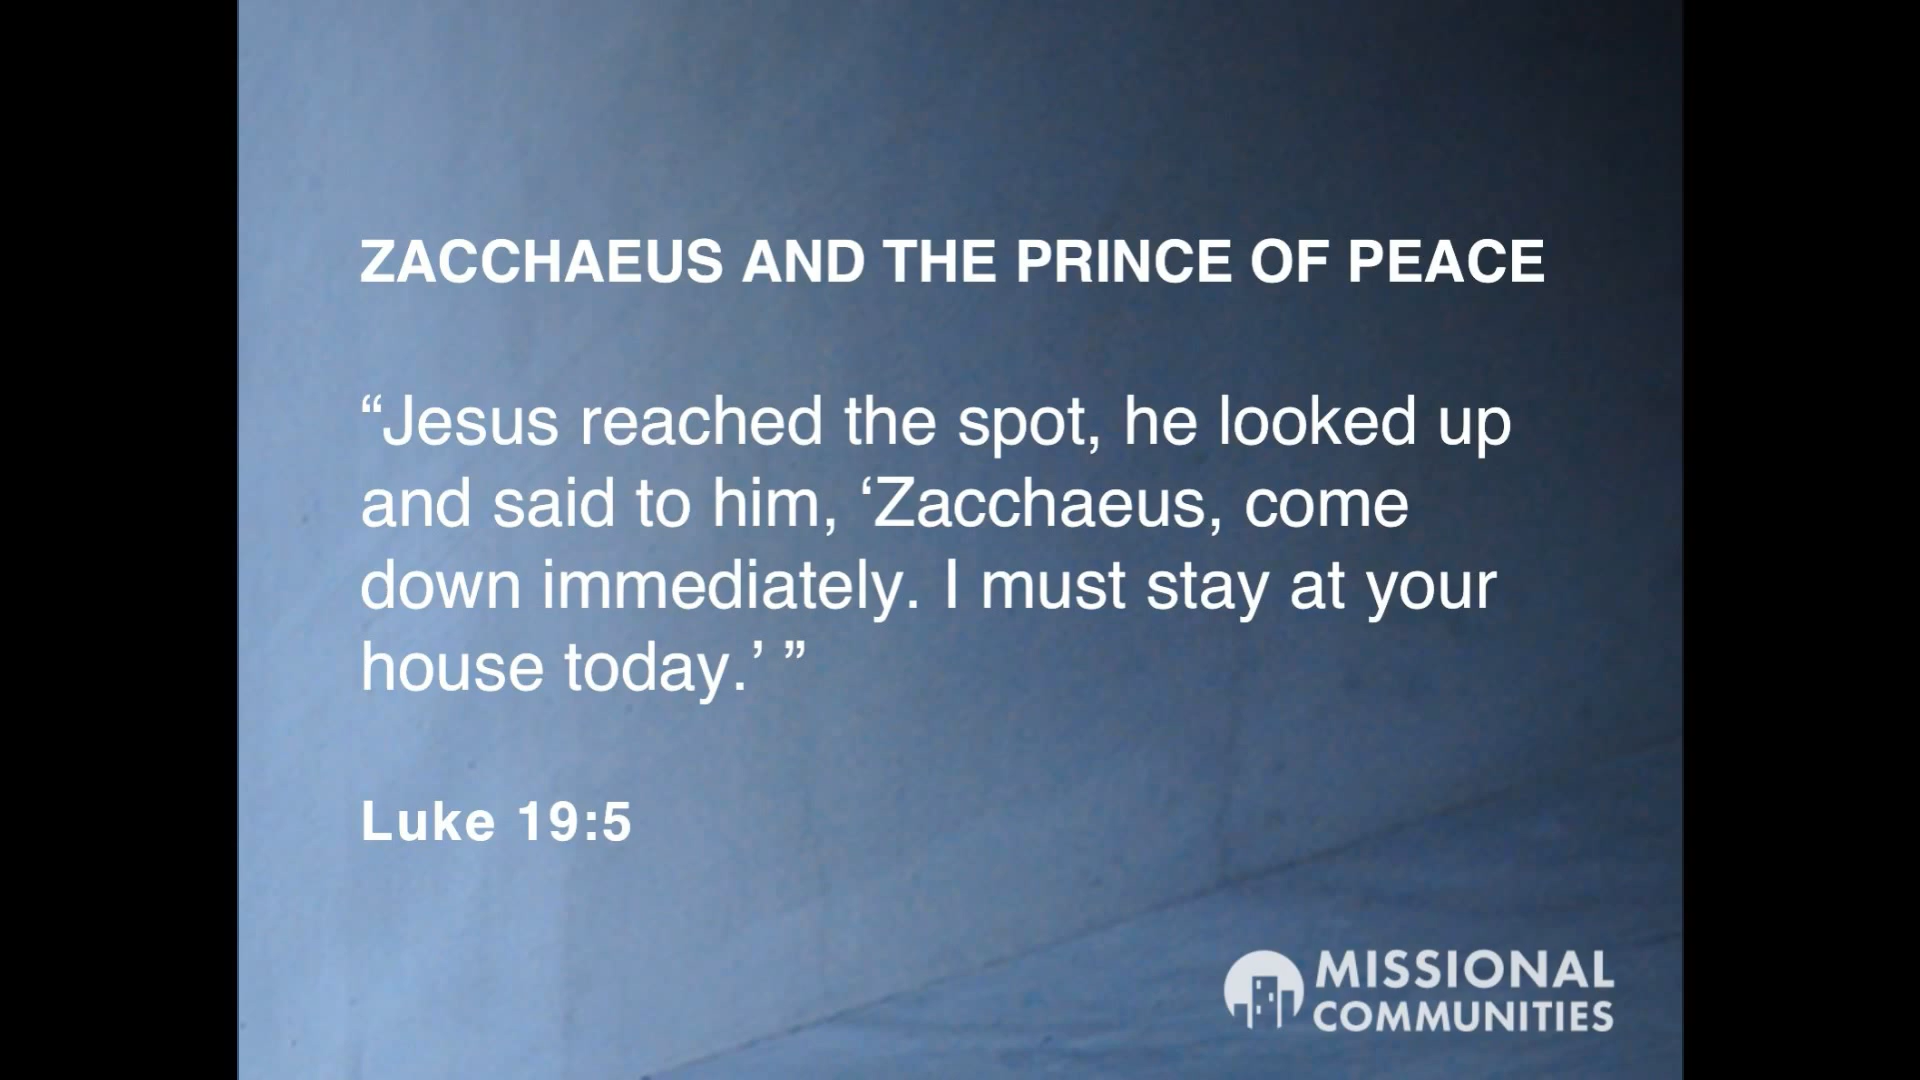 ZACCHAEUS AND THE PRINCE OF PEACE
“Jesus reached the spot, he looked up
and said to him, ‘Zacchaeus, come
down immediately. I must stay at your
house today.’ ”
Luke 19:5
MISSIONAL
COMMUNITIES